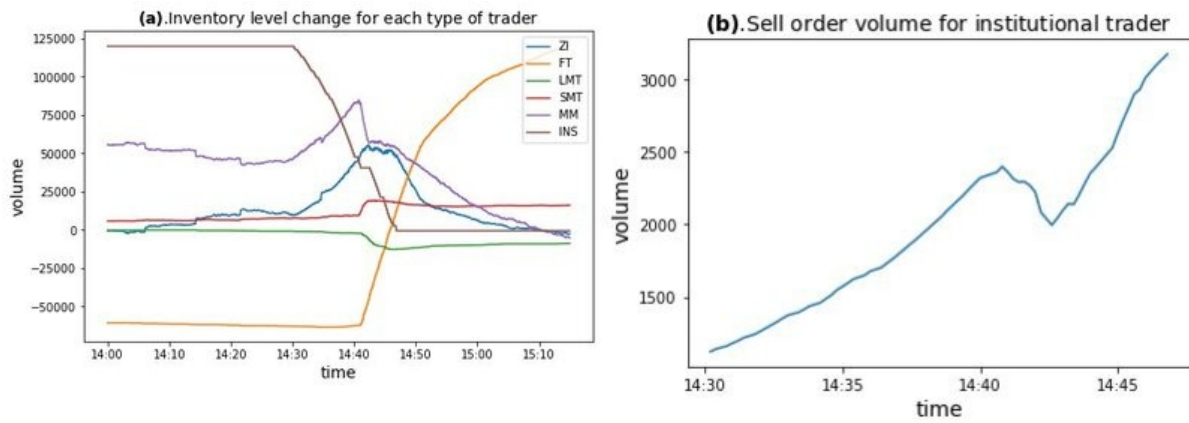 (a).Inventory level change for each type of trader
125000
100000
75000
50000
25000
0
−25000
−50000
volume
ZI
FT
LMT
SMT
MM
INS
14:00 14:10 14:20 14:30 14:40 14:50 15:00 15:10
time
(b).Sell order volume for institutional trader
3000
2500
2000
1500
volume
14:30 14:35 14:40 14:45
time